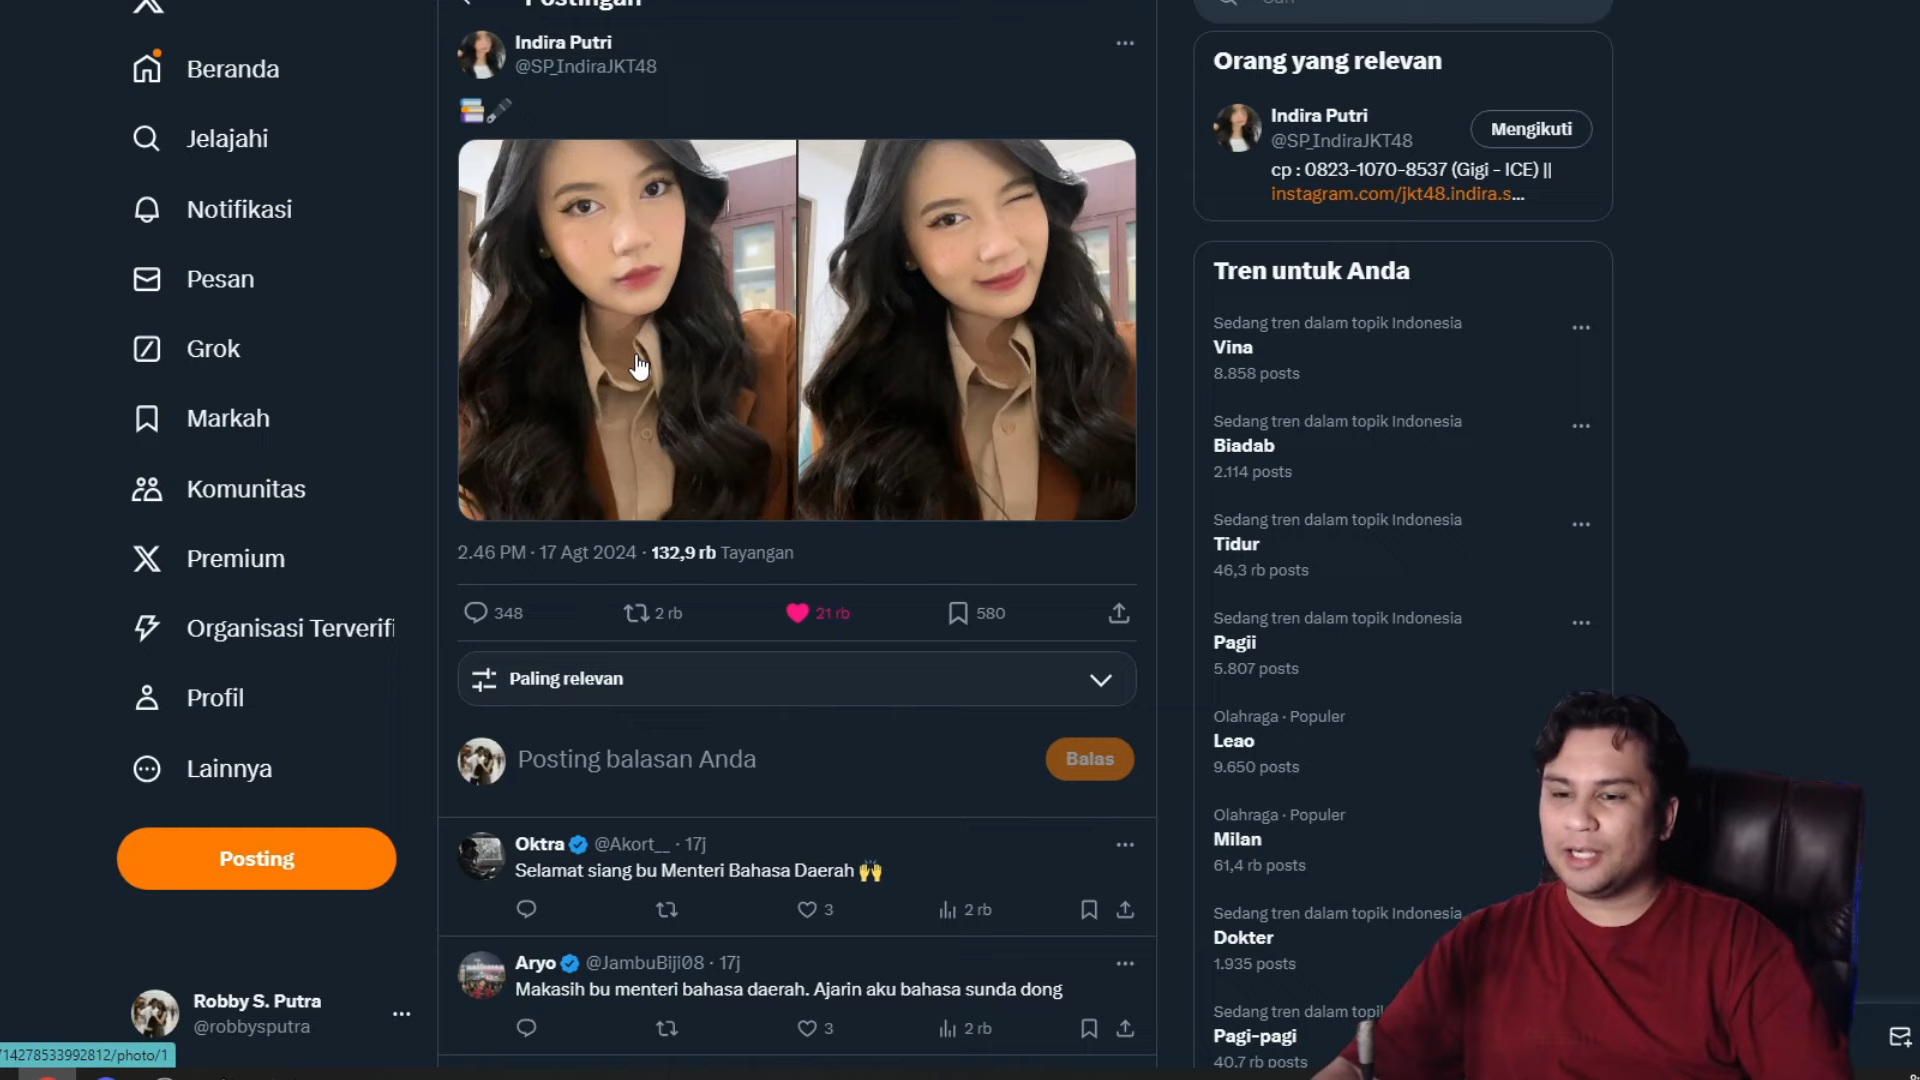 Beranda
Jelajahi
Notifikasi
Pesan
Grok
Markah
Komunitas
Premium
Organisasi Terverifi
Profil
Lainnya
Posting
Robby S. Putra
@robbysputra
714278533992812/photo/1
Postingan
Indira Putri
@SP_IndiraJKT48
2.46 PM · 17 Agt 2024 · 132,9 rb Tayangan
348
2 rb
21 rb
580
Paling relevan
Posting balasan Anda
Balas
Oktra @Akort__ · 17j
Selamat siang bu Menteri Bahasa Daerah 🙌
3
2 rb
Aryo @JambuBiji08 · 17j
Makasih bu menteri bahasa daerah. Ajarin aku bahasa sunda dong
3
2 rb
Cari
Orang yang relevan
Indira Putri
@SP_IndiraJKT48
Mengikuti
cp : 0823-1070-8537 (Gigi - ICE) ||
instagram.com/jkt48.indira.s...
Tren untuk Anda
Sedang tren dalam topik Indonesia
Vina
8.858 posts
Sedang tren dalam topik Indonesia
Biadab
2.114 posts
Sedang tren dalam topik Indonesia
Tidur
46,3 rb posts
Sedang tren dalam topik Indonesia
Pagii
5.807 posts
Olahraga · Populer
Leao
9.650 posts
Olahraga · Populer
Milan
61,4 rb posts
Sedang tren dalam topik Indonesia
Dokter
1.935 posts
Sedang tren dalam topi
Pagi-pagi
40,7 rb posts